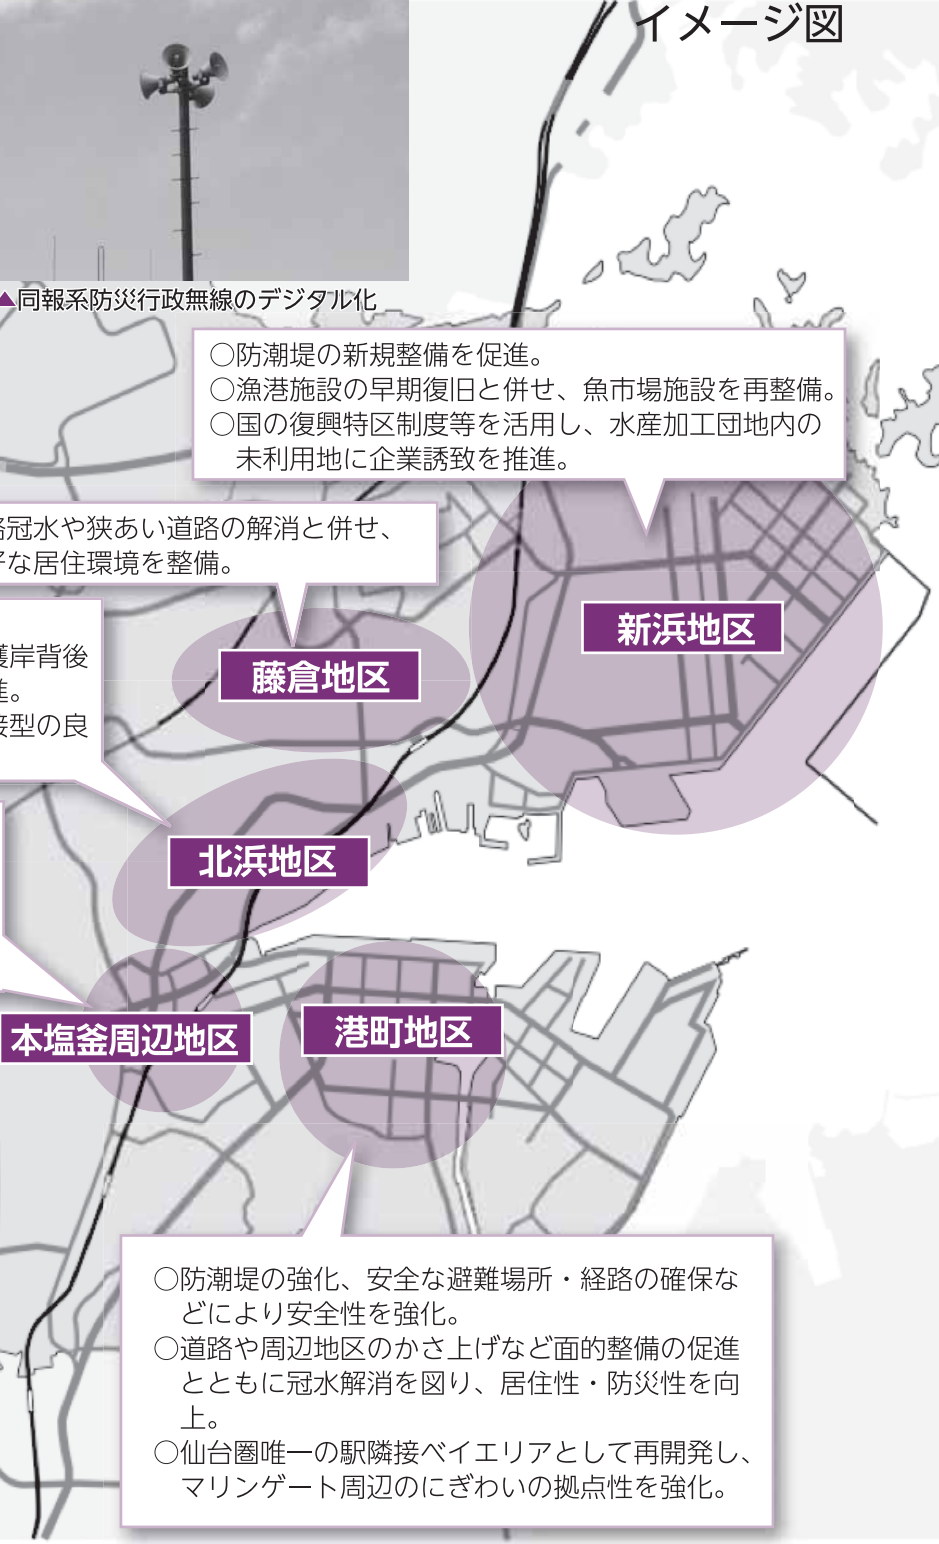 イメージ図
▲同報系防災行政無線のデジタル化
○防潮堤の新規整備を促進。
○漁港施設の早期復旧と併せ、魚市場施設を再整備。
○国の復興特区制度等を活用し、水産加工団地内の
未利用地に企業誘致を推進。
冠水や狭あい道路の解消と併せ、
な居住環境を整備。
新浜地区
藤倉地区
岸背後
進。
型の良
北浜地区
本塩釜周辺地区
港町地区
○防潮堤の強化、安全な避難場所・経路の確保な
どにより安全性を強化。
○道路や周辺地区のかさ上げなど面的整備の促進
とともに冠水解消を図り、居住性・防災性を向
上。
○仙台圏唯一の駅隣接ベイエリアとして再開発し、
マリンゲート周辺のにぎわいの拠点性を強化。